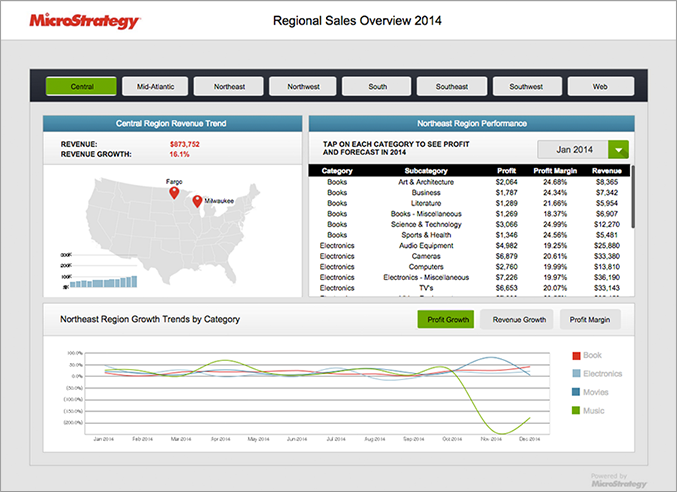 MicroStrategy
Regional Sales Overview 2014
Central Mid-Atlantic Northeast Northwest South Southeast Southwest Web
Central Region Revenue Trend
REVENUE: $873,752
REVENUE GROWTH: 16.1%
Fargo
Milwaukee
200K
100K
Northeast Region Performance
TAP ON EACH CATEGORY TO SEE PROFIT
AND FORECAST IN 2014
Jan 2014
Category Subcategory Profit Profit Margin Revenue
Books Art & Architecture $2,064 24.68% $8,365
Books Business $1,787 24.34% $7,342
Books Literature $1,289 21.66% $5,954
Books Books - Miscellaneous $1,269 18.37% $6,907
Books Science & Technology $3,066 24.99% $12,270
Books Sports & Health $1,346 24.56% $5,481
Electronics Audio Equipment $4,982 19.25% $25,880
Electronics Cameras $6,879 20.61% $33,380
Electronics Computers $2,760 19.99% $13,810
Electronics Electronics - Miscellaneous $7,226 19.97% $36,190
Electronics TV's $6,653 20.07% $33,143
Northeast Region Growth Trends by Category
Profit Growth Revenue Growth Profit Margin
100.0%
50.0%
0.0%
(50.0%)
(100.0%)
(150.0%)
(200.0%)
Jan 2014 Feb 2014 Mar 2014 Apr 2014 May 2014 Jun 2014 Jul 2014 Aug 2014 Sep 2014 Oct 2014 Nov 2014 Dec 2014
Book
Electronics
Movies
Music
Powered by
MicroStrategy